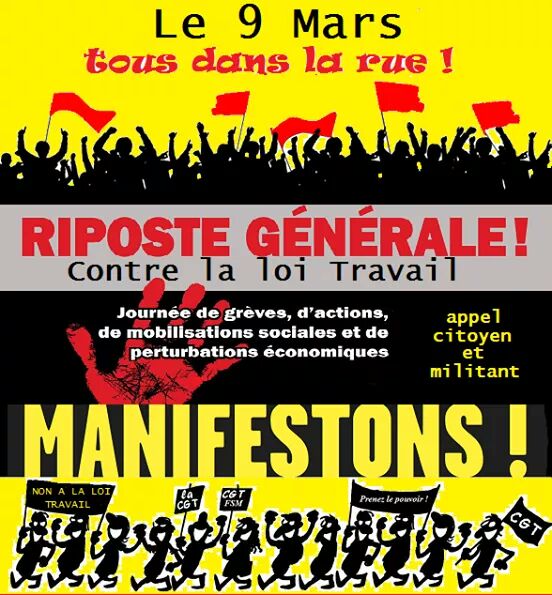 Le 9 Mars
tous dans la rue !
RIPOSTE GÉNÉRALE!
Contre la loi Travail
Journée de grèves, d'actions,
de mobilisations sociales et de
perturbations économiques
appel
citoyen
et
militant
MANIFESTONS !
NON A LA LOI
TRAVAIL
la
CGT
CGT
FSM
Prenez le pouvoir !
CGT